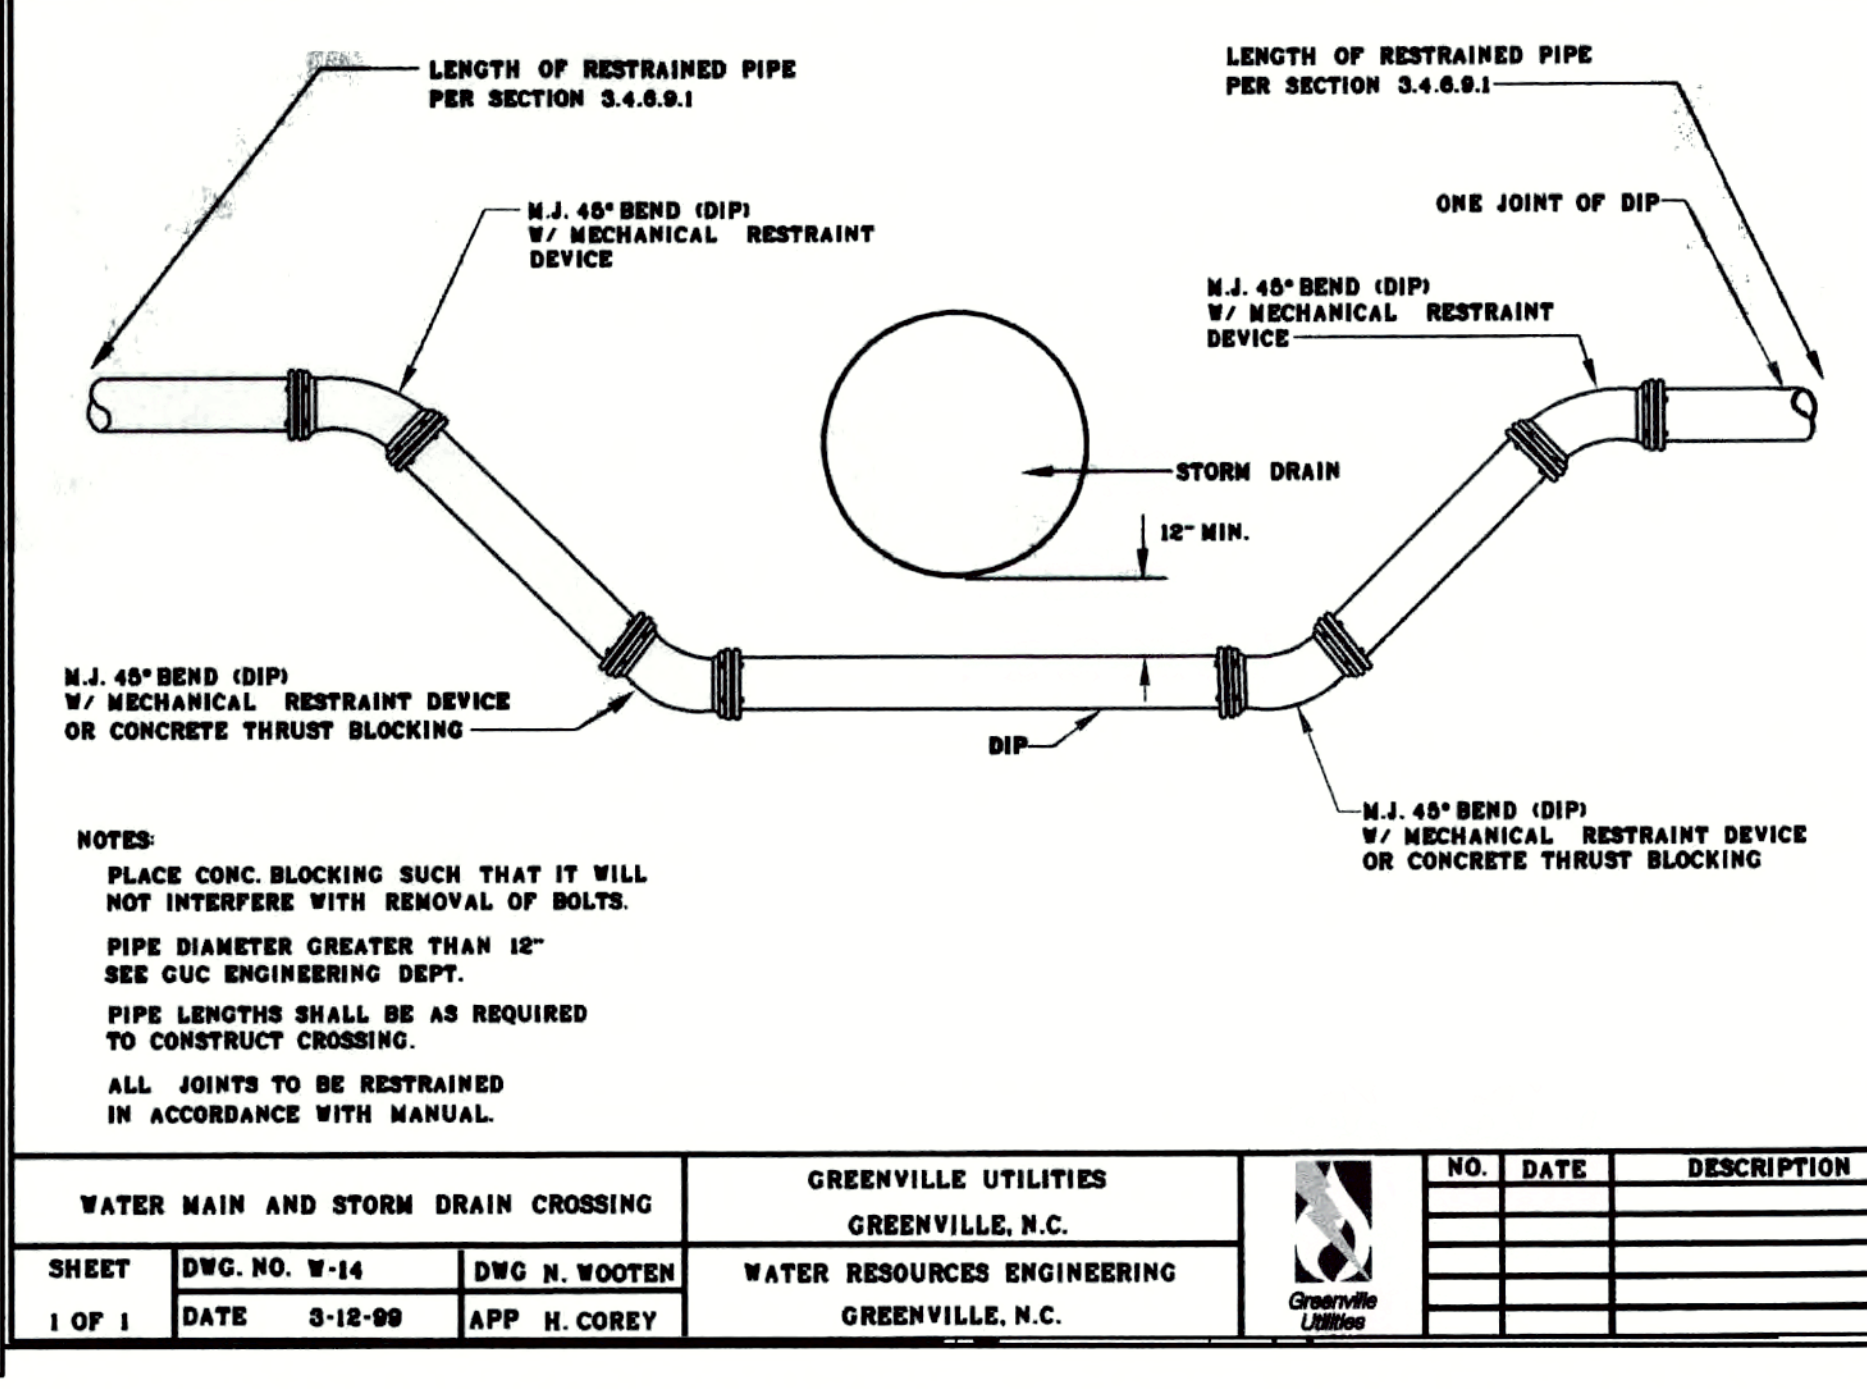 LENGTH OF RESTRAINED PIPE
PER SECTION 3.4.6.9.1
LENGTH OF RESTRAINED PIPE
PER SECTION 3.4.6.9.1
M.J. 45° BEND (DIP)
W/ MECHANICAL RESTRAINT
DEVICE
ONE JOINT OF DIP
M.J. 45° BEND (DIP)
W/ MECHANICAL RESTRAINT
DEVICE
STORM DRAIN
12" MIN.
M.J. 45° BEND (DIP)
W/ MECHANICAL RESTRAINT DEVICE
OR CONCRETE THRUST BLOCKING
DIP
M.J. 45° BEND (DIP)
W/ MECHANICAL RESTRAINT DEVICE
OR CONCRETE THRUST BLOCKING
NOTES:
PLACE CONC. BLOCKING SUCH THAT IT WILL
NOT INTERFERE WITH REMOVAL OF BOLTS.
PIPE DIAMETER GREATER THAN 12"
SEE GUC ENGINEERING DEPT.
PIPE LENGTHS SHALL BE AS REQUIRED
TO CONSTRUCT CROSSING.
ALL JOINTS TO BE RESTRAINED
IN ACCORDANCE WITH MANUAL.
WATER MAIN AND STORM DRAIN CROSSING
SHEET
1 OF 1
DWG. NO. W-14
DATE 3-12-99
DWG N. WOOTEN
APP H. COREY
GREENVILLE UTILITIES
GREENVILLE, N.C.
WATER RESOURCES ENGINEERING
GREENVILLE, N.C.
Greenville
Utilities
NO. DATE DESCRIPTION